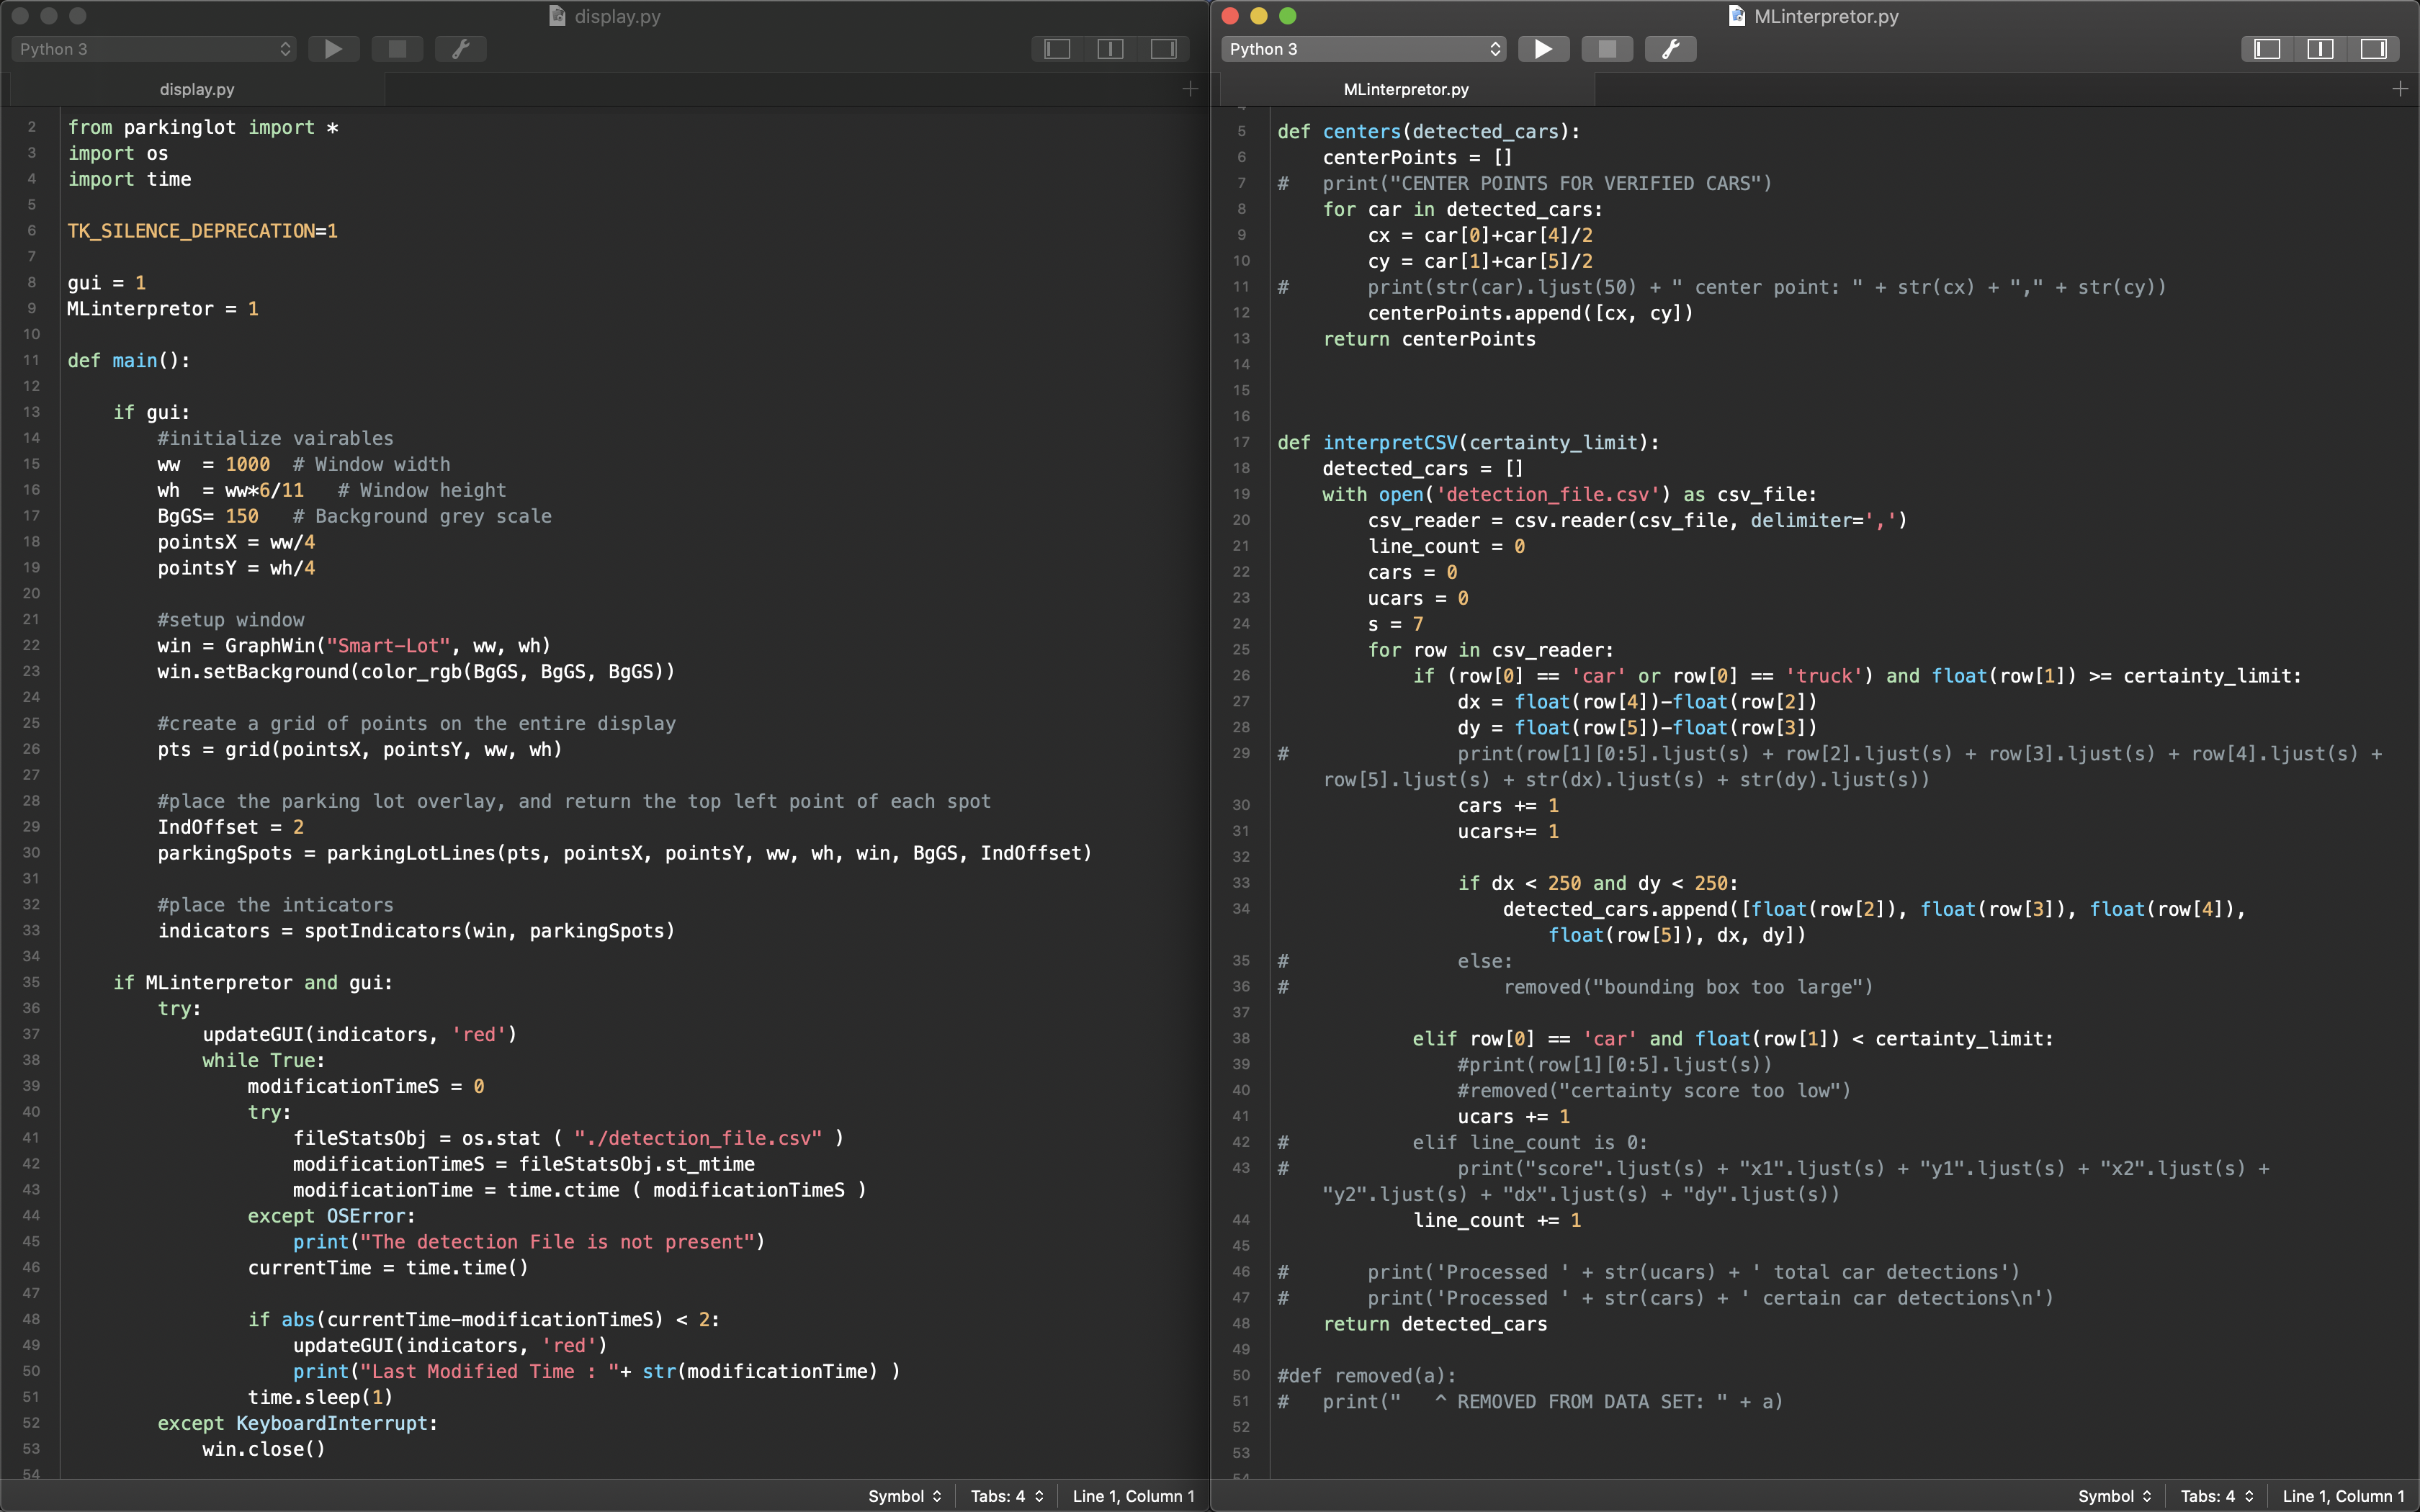 display.py
Python 3
display.py
2 from parkinglot import *
3 import os
4 import time
5
6 TK_SILENCE_DEPRECATION=1
7
8 gui = 1
9 MLinterpretor = 1
10
11 def main():
12
13     if gui:
14         #initialize vairables
15         ww  = 1000  # Window width
16         wh  = ww*6/11   # Window height
17         BgGS= 150   # Background grey scale
18         pointsX = ww/4
19         pointsY = wh/4
20
21         #setup window
22         win = GraphWin("Smart-Lot", ww, wh)
23         win.setBackground(color_rgb(BgGS, BgGS, BgGS))
24
25         #create a grid of points on the entire display
26         pts = grid(pointsX, pointsY, ww, wh)
27
28         #place the parking lot overlay, and return the top left point of each spot
29         IndOffset = 2
30         parkingSpots = parkingLotLines(pts, pointsX, pointsY, ww, wh, win, BgGS, IndOffset)
31
32         #place the inticators
33         indicators = spotIndicators(win, parkingSpots)
34
35     if MLinterpretor and gui:
36         try:
37             updateGUI(indicators, 'red')
38             while True:
39                 modificationTimeS = 0
40                 try:
41                     fileStatsObj = os.stat ( "./detection_file.csv" )
42                     modificationTimeS = fileStatsObj.st_mtime
43                     modificationTime = time.ctime ( modificationTimeS )
44                 except OSError:
45                     print("The detection File is not present")
46                 currentTime = time.time()
47
48                 if abs(currentTime-modificationTimeS) < 2:
49                     updateGUI(indicators, 'red')
50                     print("Last Modified Time : "+ str(modificationTime) )
51                 time.sleep(1)
52         except KeyboardInterrupt:
53             win.close()
54
Symbol Tabs: 4 Line 1, Column 1
MLinterpretor.py
Python 3
MLinterpretor.py
4
5 def centers(detected_cars):
6     centerPoints = []
7 #   print("CENTER POINTS FOR VERIFIED CARS")
8     for car in detected_cars:
9         cx = car[0]+car[4]/2
10         cy = car[1]+car[5]/2
11 #       print(str(car).ljust(50) + " center point: " + str(cx) + "," + str(cy))
12         centerPoints.append([cx, cy])
13     return centerPoints
14
15
16
17 def interpretCSV(certainty_limit):
18     detected_cars = []
19     with open('detection_file.csv') as csv_file:
20         csv_reader = csv.reader(csv_file, delimiter=',')
21         line_count = 0
22         cars = 0
23         ucars = 0
24         s = 7
25         for row in csv_reader:
26             if (row[0] == 'car' or row[0] == 'truck') and float(row[1]) >= certainty_limit:
27                 dx = float(row[4])-float(row[2])
28                 dy = float(row[5])-float(row[3])
29 #               print(row[1][0:5].ljust(s) + row[2].ljust(s) + row[3].ljust(s) + row[4].ljust(s) +
    row[5].ljust(s) + str(dx).ljust(s) + str(dy).ljust(s))
30                 cars += 1
31                 ucars+= 1
32
33                 if dx < 250 and dy < 250:
34                     detected_cars.append([float(row[2]), float(row[3]), float(row[4]),
                        float(row[5]), dx, dy])
35 #               else:
36 #                   removed("bounding box too large")
37
38             elif row[0] == 'car' and float(row[1]) < certainty_limit:
39                 #print(row[1][0:5].ljust(s))
40                 #removed("certainty score too low")
41                 ucars += 1
42 #           elif line_count is 0:
43 #               print("score".ljust(s) + "x1".ljust(s) + "y1".ljust(s) + "x2".ljust(s) +
    "y2".ljust(s) + "dx".ljust(s) + "dy".ljust(s))
44             line_count += 1
45
46 #       print('Processed ' + str(ucars) + ' total car detections')
47 #       print('Processed ' + str(cars) + ' certain car detections\n')
48     return detected_cars
49
50 #def removed(a):
51 #   print("   ^ REMOVED FROM DATA SET: " + a)
52
53
54
Symbol Tabs: 4 Line 1, Column 1